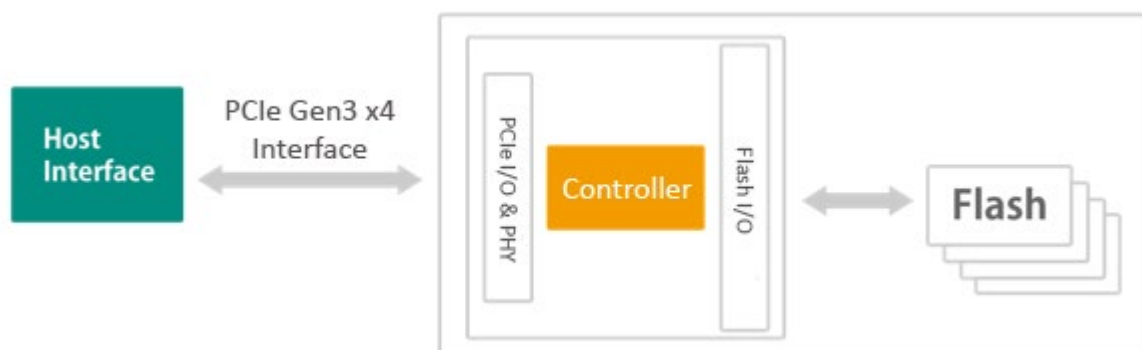 PCIe Gen3 x4
Interface
Host
Interface
PCIe I/O & PHY
Controller
Flash I/O
Flash